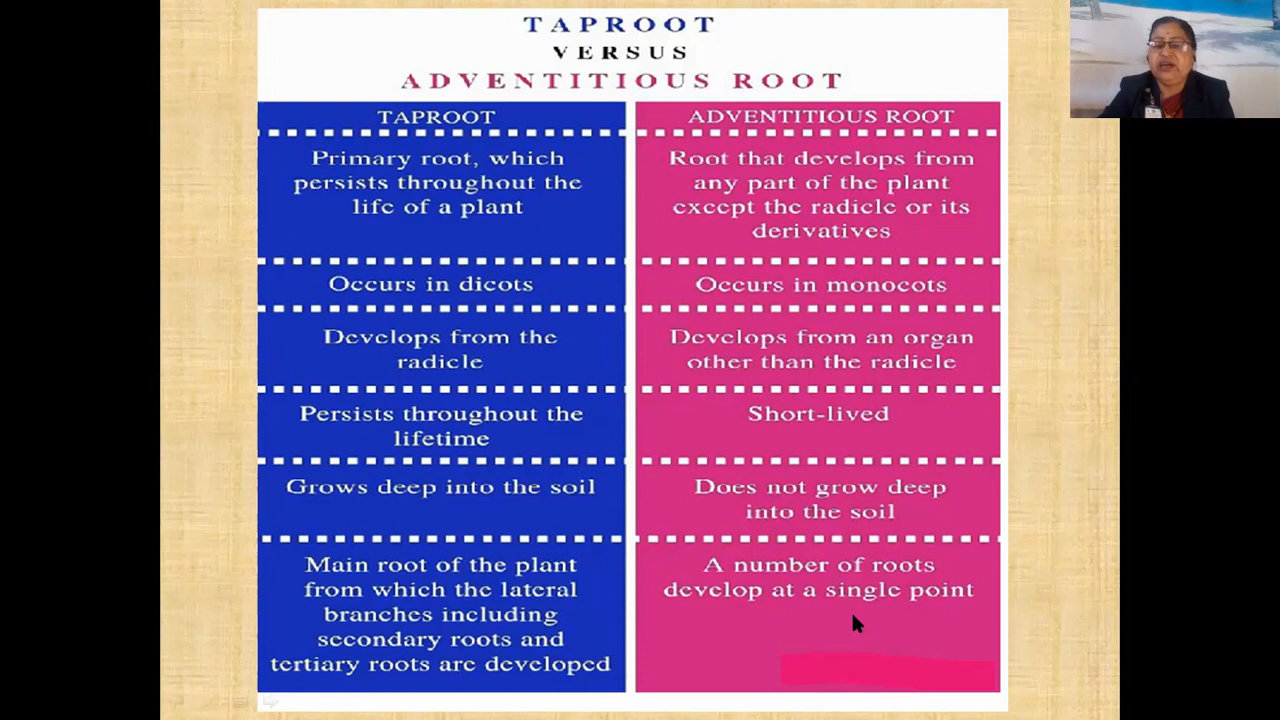 TAPROOT
VERSUS
ADVENTITIOUS ROOT
TAPROOT
Primary root, which
persists throughout the
life of a plant
Occurs in dicots
Develops from the
radicle
Persists throughout the
lifetime
Grows deep into the soil
Main root of the plant
from which the lateral
branches including
secondary roots and
tertiary roots are developed
ADVENTITIOUS ROOT
Root that develops from
any part of the plant
except the radicle or its
derivatives
Occurs in monocots
Develops from an organ
other than the radicle
Short-lived
Does not grow deep
into the soil
A number of roots
develop at a single point